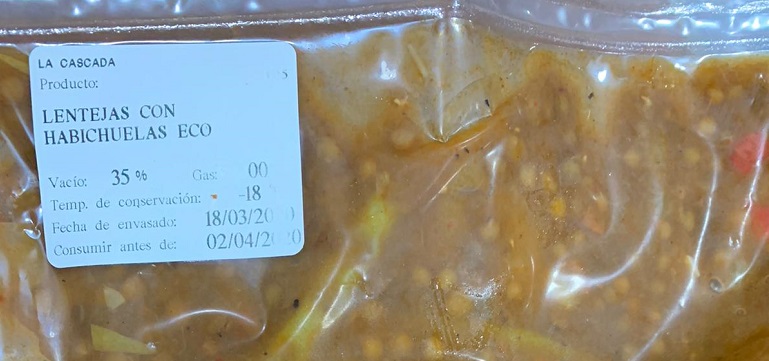 LA CASCADA
Producto:
LENTEJAS CON
HABICHUELAS ECO
Vacío: 35 % Gas: 00
Temp. de conservación: -18
Fecha de envasado: 18/03/20
Consumir antes de: 02/04/2020